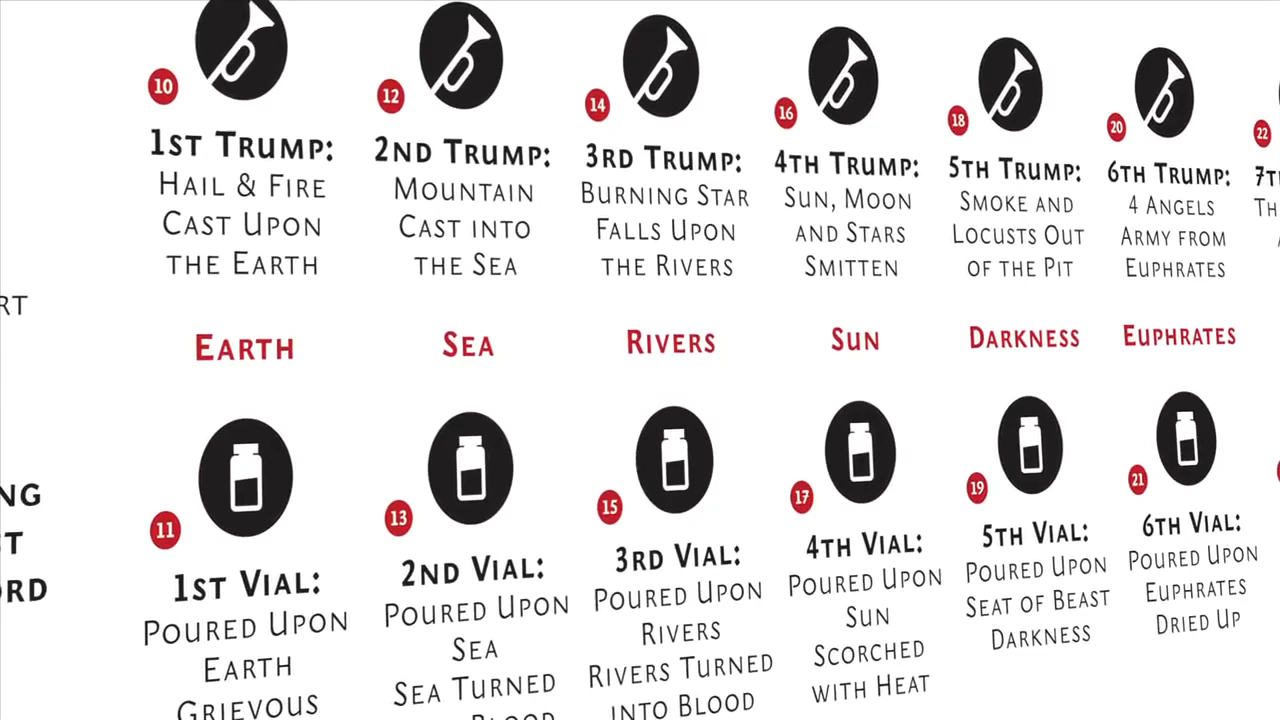 10
1ST TRUMP:
HAIL & FIRE
CAST UPON
THE EARTH
12
2ND TRUMP:
MOUNTAIN
CAST INTO
THE SEA
14
3RD TRUMP:
BURNING STAR
FALLS UPON
THE RIVERS
16
4TH TRUMP:
SUN, MOON
AND STARS
SMITTEN
18
5TH TRUMP:
SMOKE AND
LOCUSTS OUT
OF THE PIT
20
6TH TRUMP:
4 ANGELS
ARMY FROM
EUPHRATES
22
EARTH
SEA
RIVERS
SUN
DARKNESS
EUPHRATES
11
1ST VIAL:
POURED UPON
EARTH
GRIEVOUS
13
2ND VIAL:
POURED UPON
SEA
SEA TURNED
BLOOD
15
3RD VIAL:
POURED UPON
RIVERS
RIVERS TURNED
INTO BLOOD
17
4TH VIAL:
POURED UPON
SUN
SCORCHED
WITH HEAT
19
5TH VIAL:
POURED UPON
SEAT OF BEAST
DARKNESS
21
6TH VIAL:
POURED UPON
EUPHRATES
DRIED UP